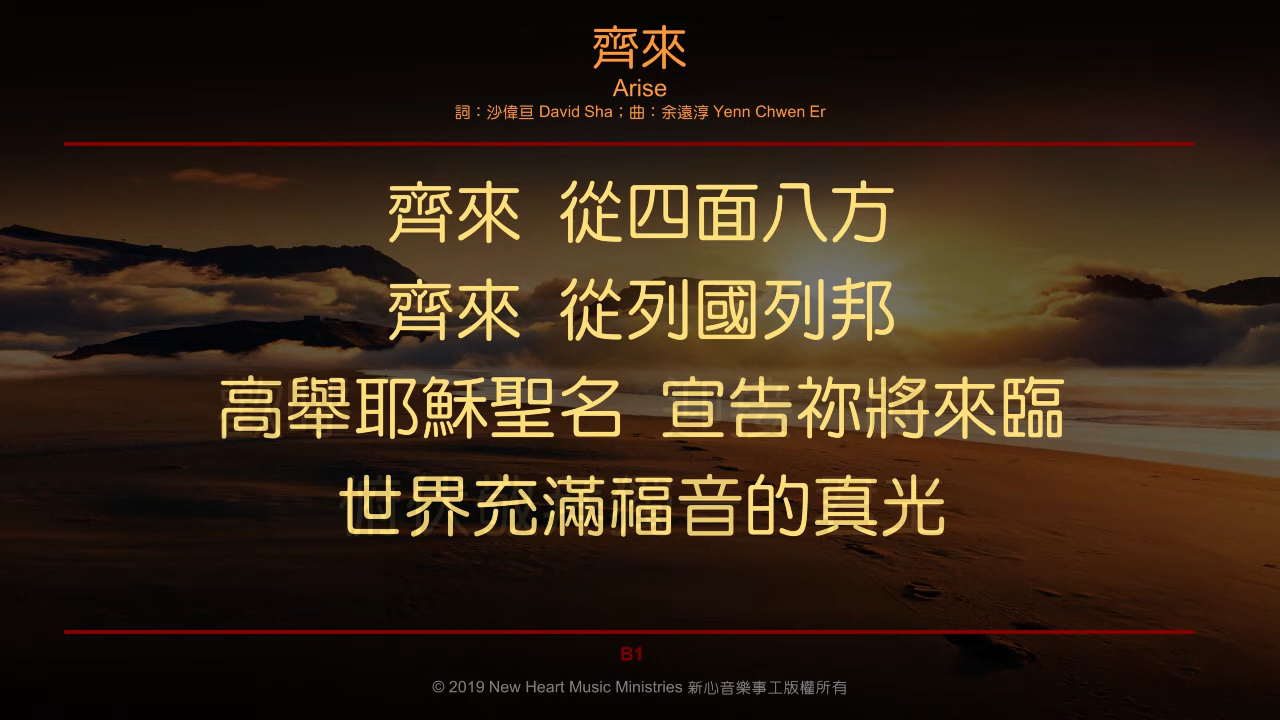 齊來
Arise
詞：沙偉亘 David Sha；曲：余遠淳 Yenn Chwen Er
齊來 從四面八方
齊來 從列國列邦
高舉耶穌聖名 宣告祢將來臨
世界充滿福音的真光
B1
© 2019 New Heart Music Ministries 新心音樂事工版權所有